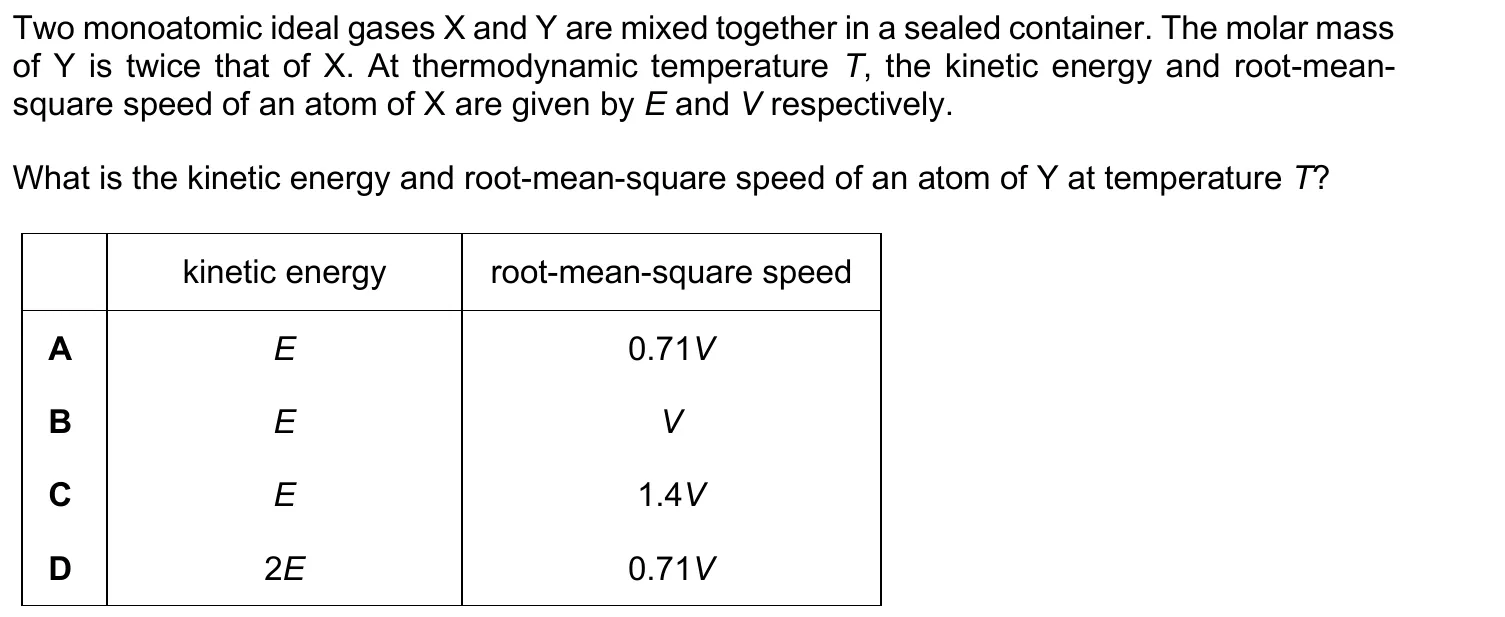 Two monoatomic ideal gases X and Y are mixed together in a sealed container. The molar mass
of Y is twice that of X. At thermodynamic temperature T, the kinetic energy and root-mean-
square speed of an atom of X are given by E and V respectively.
What is the kinetic energy and root-mean-square speed of an atom of Y at temperature T?
kinetic energy root-mean-square speed
A E 0.71V
B E V
C E 1.4V
D 2E 0.71V